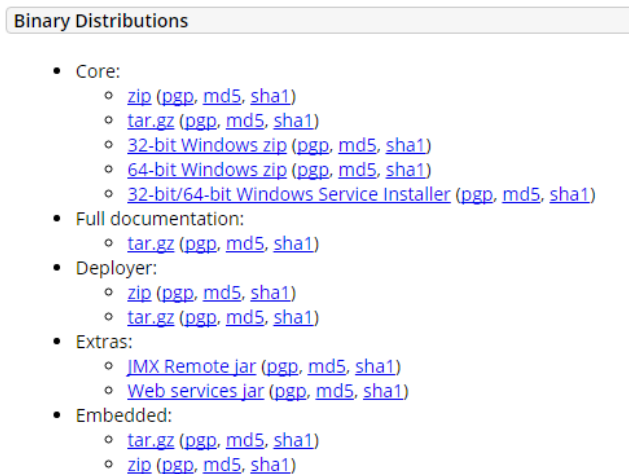 Binary Distributions
• Core:
○ zip (pgp, md5, sha1)
○ tar.gz (pgp, md5, sha1)
○ 32-bit Windows zip (pgp, md5, sha1)
○ 64-bit Windows zip (pgp, md5, sha1)
○ 32-bit/64-bit Windows Service Installer (pgp, md5, sha1)
• Full documentation:
○ tar.gz (pgp, md5, sha1)
• Deployer:
○ zip (pgp, md5, sha1)
○ tar.gz (pgp, md5, sha1)
• Extras:
○ JMX Remote jar (pgp, md5, sha1)
○ Web services jar (pgp, md5, sha1)
• Embedded:
○ tar.gz (pgp, md5, sha1)
○ zip (pgp, md5, sha1)